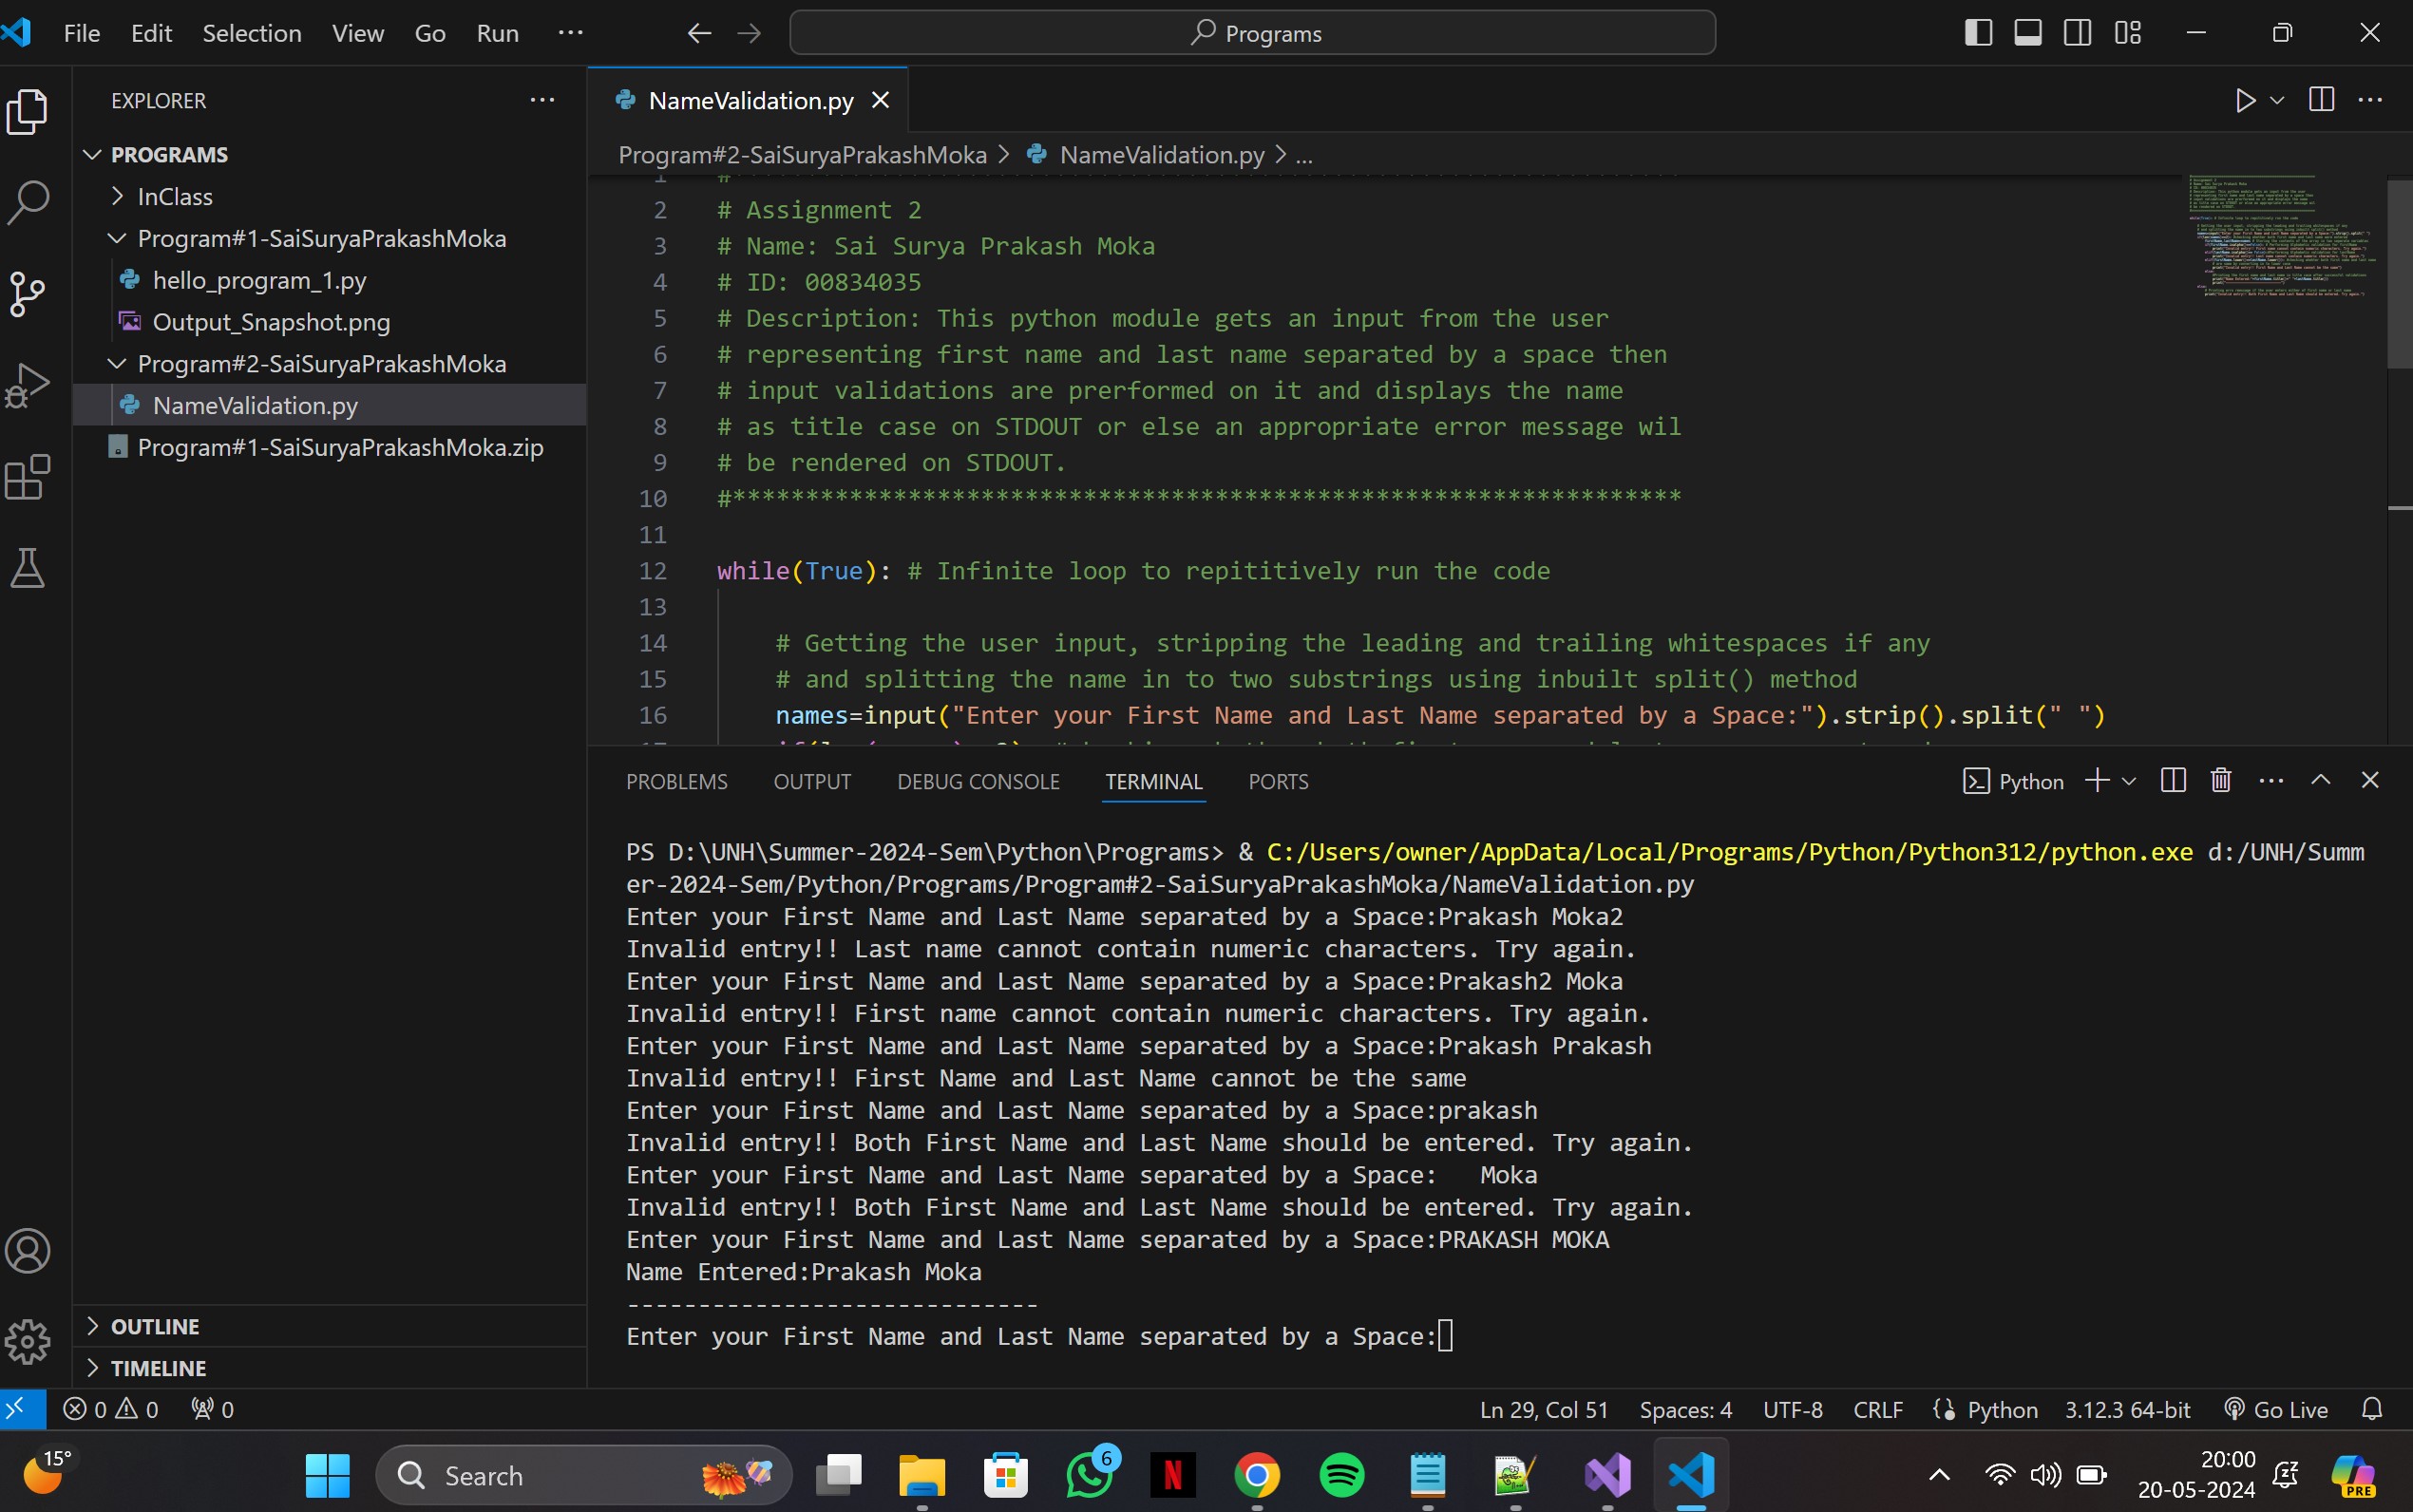 File Edit Selection View Go Run ···
Programs
EXPLORER
PROGRAMS
InClass
Program#1-SaiSuryaPrakashMoka
hello_program_1.py
Output_Snapshot.png
Program#2-SaiSuryaPrakashMoka
NameValidation.py
Program#1-SaiSuryaPrakashMoka.zip
OUTLINE
TIMELINE
NameValidation.py
Program#2-SaiSuryaPrakashMoka > NameValidation.py > ...
1
2 # Assignment 2
3 # Name: Sai Surya Prakash Moka
4 # ID: 00834035
5 # Description: This python module gets an input from the user
6 # representing first name and last name separated by a space then
7 # input validations are prerformed on it and displays the name
8 # as title case on STDOUT or else an appropriate error message wil
9 # be rendered on STDOUT.
10 #*****************************************************************
11
12 while(True): # Infinite loop to repititively run the code
13
14 # Getting the user input, stripping the leading and trailing whitespaces if any
15 # and splitting the name in to two substrings using inbuilt split() method
16 names=input("Enter your First Name and Last Name separated by a Space:").strip().split(" ")
PROBLEMS OUTPUT DEBUG CONSOLE TERMINAL PORTS
Python
PS D:\UNH\Summer-2024-Sem\Python\Programs> & C:/Users/owner/AppData/Local/Programs/Python/Python312/python.exe d:/UNH/Summ
er-2024-Sem/Python/Programs/Program#2-SaiSuryaPrakashMoka/NameValidation.py
Enter your First Name and Last Name separated by a Space:Prakash Moka2
Invalid entry!! Last name cannot contain numeric characters. Try again.
Enter your First Name and Last Name separated by a Space:Prakash2 Moka
Invalid entry!! First name cannot contain numeric characters. Try again.
Enter your First Name and Last Name separated by a Space:Prakash Prakash
Invalid entry!! First Name and Last Name cannot be the same
Enter your First Name and Last Name separated by a Space:prakash
Invalid entry!! Both First Name and Last Name should be entered. Try again.
Enter your First Name and Last Name separated by a Space:   Moka
Invalid entry!! Both First Name and Last Name should be entered. Try again.
Enter your First Name and Last Name separated by a Space:PRAKASH MOKA
Name Entered:Prakash Moka
-----------------------------
Enter your First Name and Last Name separated by a Space:
0 0 0
Ln 29, Col 51 Spaces: 4 UTF-8 CRLF Python 3.12.3 64-bit Go Live
15°
Search
6
N
20:00
20-05-2024
PRE